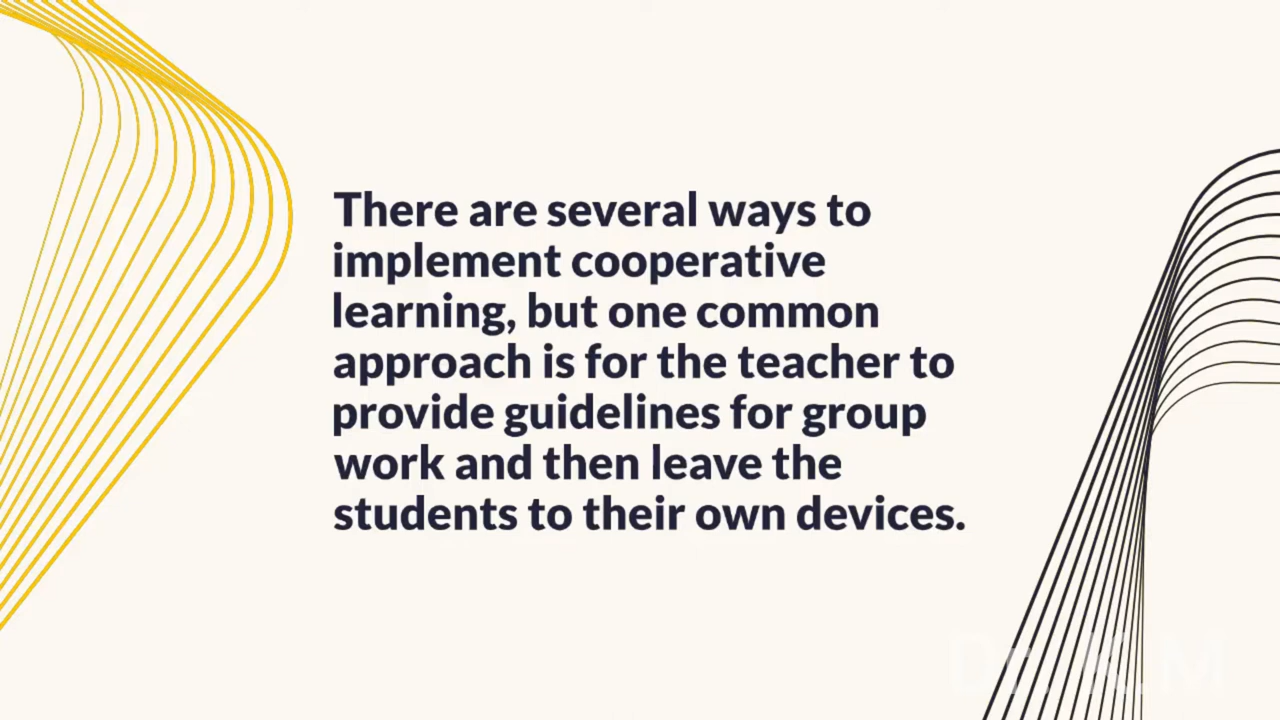 There are several ways to
implement cooperative
learning, but one common
approach is for the teacher to
provide guidelines for group
work and then leave the
students to their own devices.